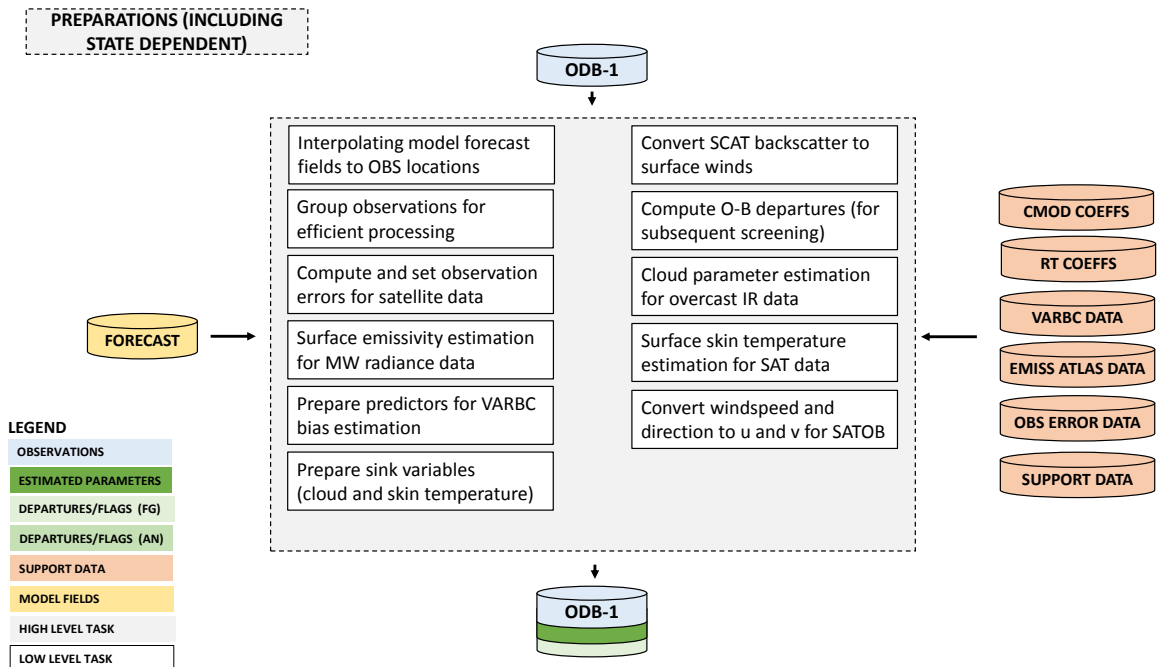 PREPARATIONS (INCLUDING
STATE DEPENDENT)
ODB-1
Interpolating model forecast
fields to OBS locations
Group observations for
efficient processing
Compute and set observation
errors for satellite data
Surface emissivity estimation
for MW radiance data
Prepare predictors for VARBC
bias estimation
Prepare sink variables
(cloud and skin temperature)
Convert SCAT backscatter to
surface winds
Compute O-B departures (for
subsequent screening)
Cloud parameter estimation
for overcast IR data
Surface skin temperature
estimation for SAT data
Convert windspeed and
direction to u and v for SATOB
FORECAST
CMOD COEFFS
RT COEFFS
VARBC DATA
EMISS ATLAS DATA
OBS ERROR DATA
SUPPORT DATA
LEGEND
OBSERVATIONS
ESTIMATED PARAMETERS
DEPARTURES/FLAGS (FG)
DEPARTURES/FLAGS (AN)
SUPPORT DATA
MODEL FIELDS
HIGH LEVEL TASK
LOW LEVEL TASK
ODB-1